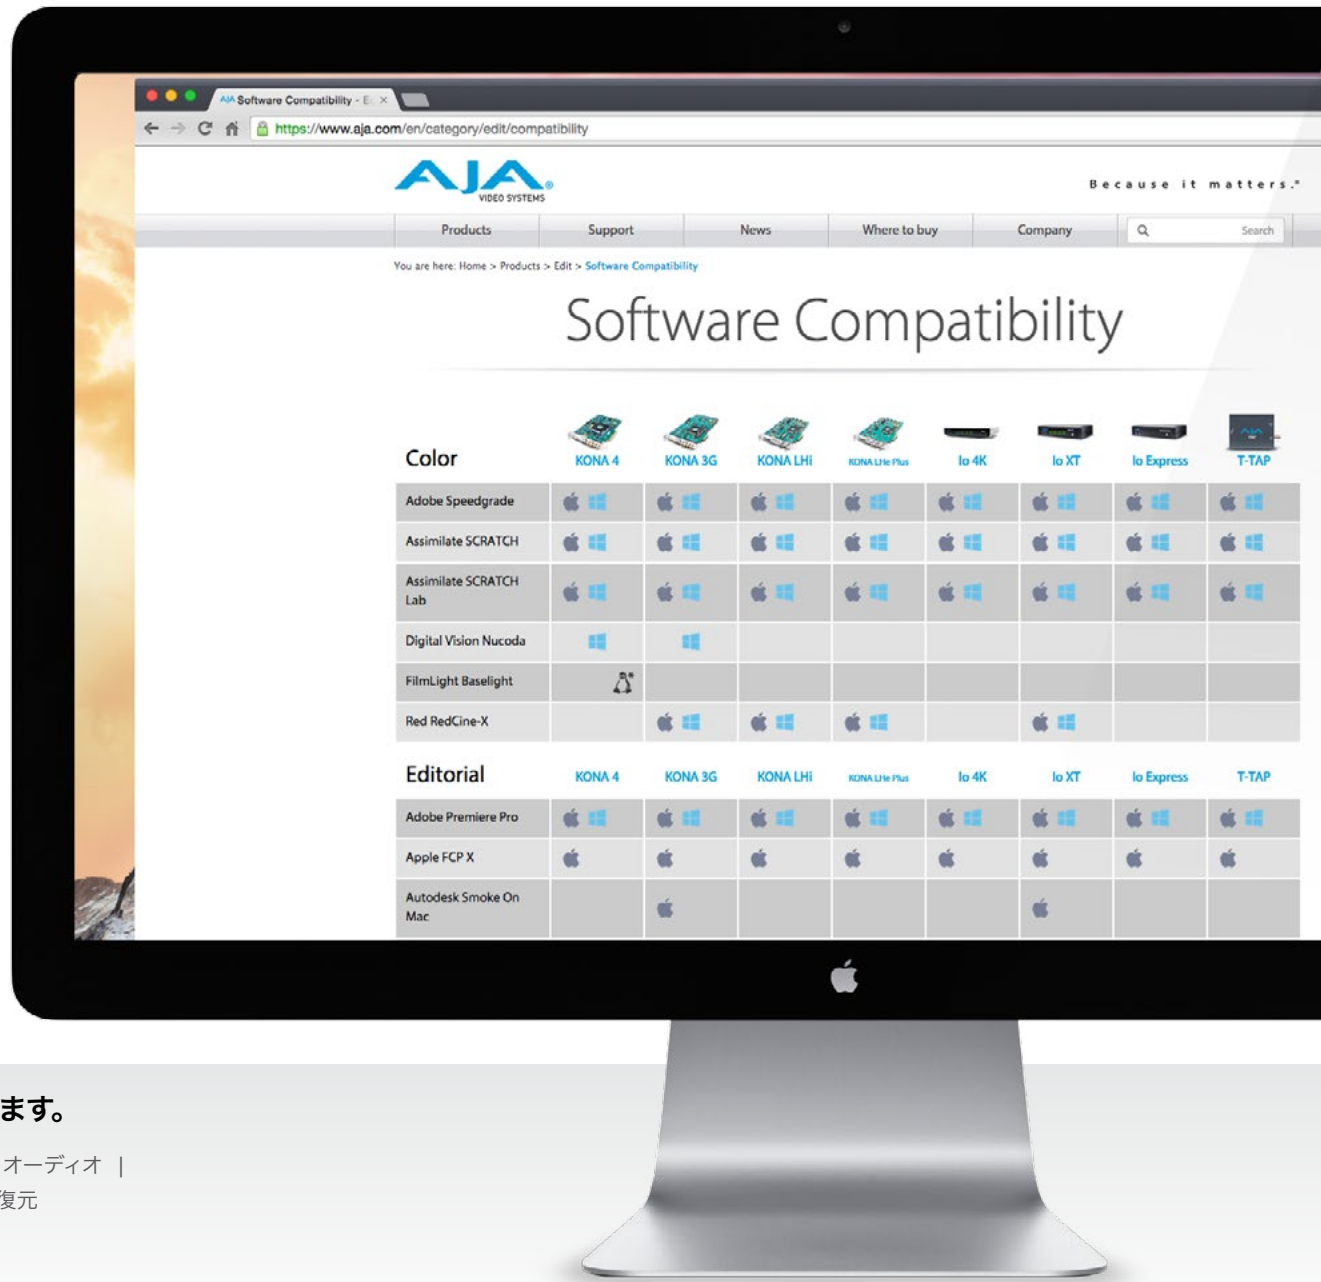 AJA Software Compatibility - E
https://www.aja.com/en/category/edit/compatibility
AJA
VIDEO SYSTEMS
Because it matters.
Products Support News Where to buy Company Search
You are here: Home > Products > Edit > Software Compatibility
Software Compatibility
Color KONA 4 KONA 3G KONA LHi KONA LHe Plus Io 4K Io XT Io Express T-TAP
Adobe Speedgrade
Assimilate SCRATCH
Assimilate SCRATCH
Lab
Digital Vision Nucoda
FilmLight Baselight
Red RedCine-X
Editorial KONA 4 KONA 3G KONA LHi KONA LHe Plus Io 4K Io XT Io Express T-TAP
Adobe Premiere Pro
Apple FCP X
Autodesk Smoke On
Mac
ます。
オーディオ |
復元